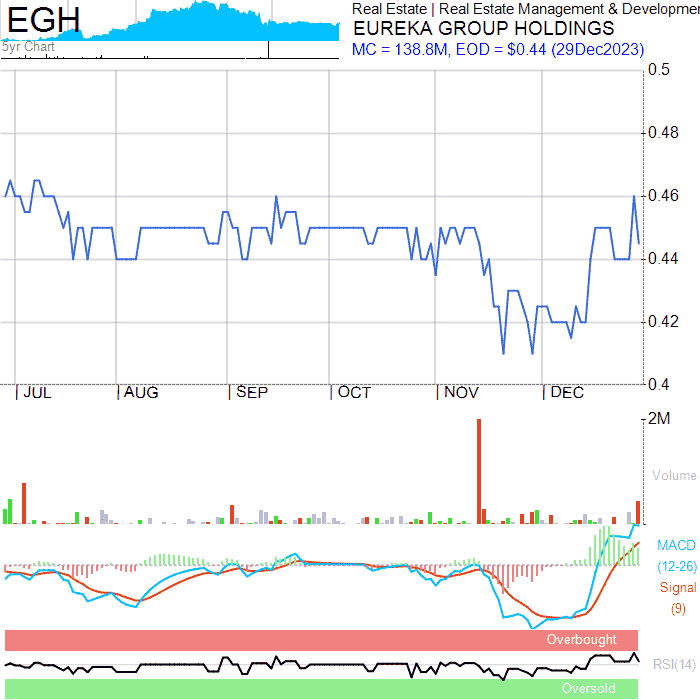 EGH
Real Estate | Real Estate Management & Developmen
EUREKA GROUP HOLDINGS
5yr Chart
MC = 138.8M, EOD = $0.44 (29Dec2023)
0.5
0.48
0.46
0.44
0.42
0.4
JUL AUG SEP OCT NOV DEC
2M
Volume
MACD
(12-26)
Signal
(9)
Overbought
RSI(14)
Oversold